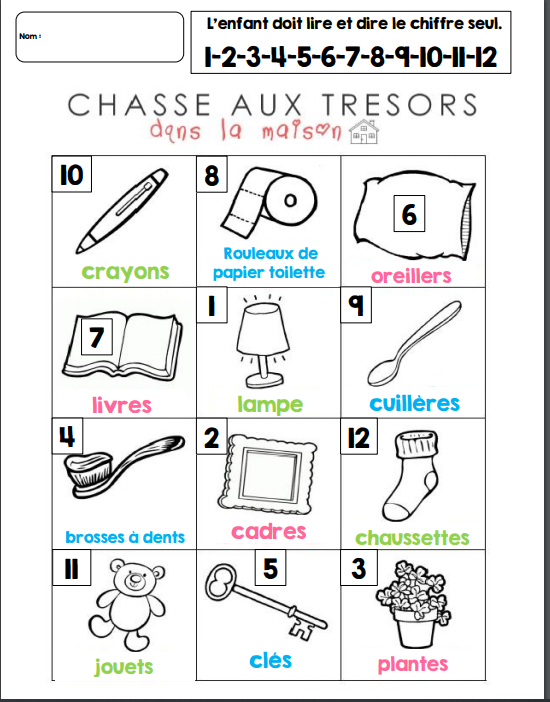 Nom :
L'enfant doit lire et dire le chiffre seul.
1-2-3-4-5-6-7-8-9-10-11-12
CHASSE AUX TRESORS
dans la maison
10
crayons
8
Rouleaux de
papier toilette
6
oreillers
7
livres
1
lampe
9
cuillères
4
brosses à dents
2
cadres
12
chaussettes
11
jouets
5
clés
3
plantes